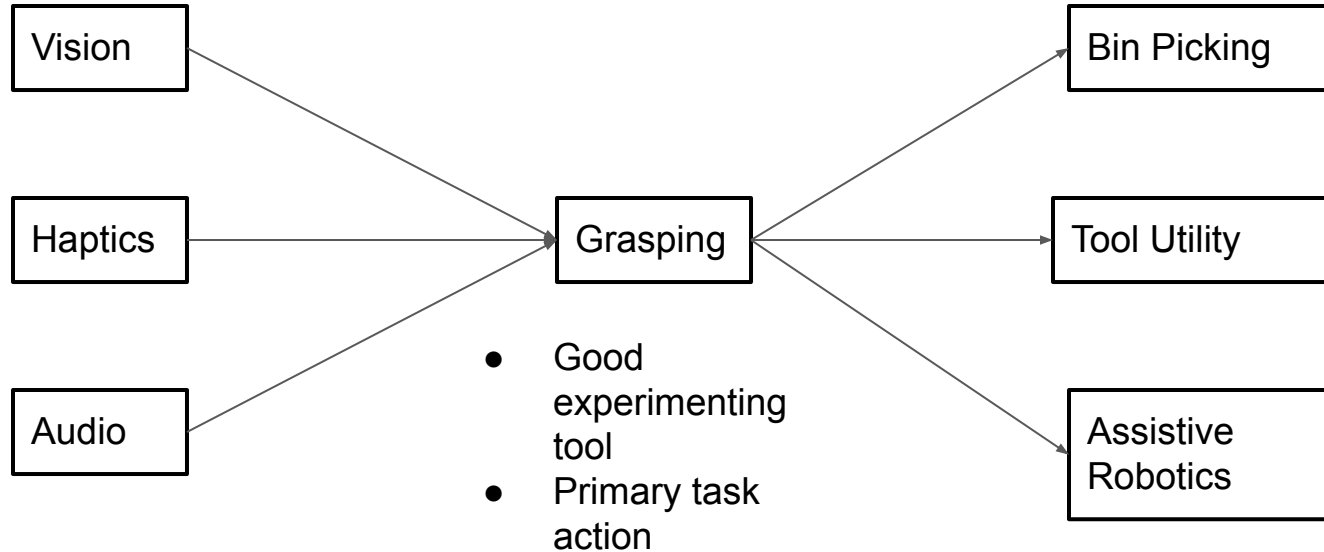 Vision
Bin Picking
Haptics
Grasping
Tool Utility
Audio
● Good
experimenting
tool
● Primary task
action
Assistive
Robotics